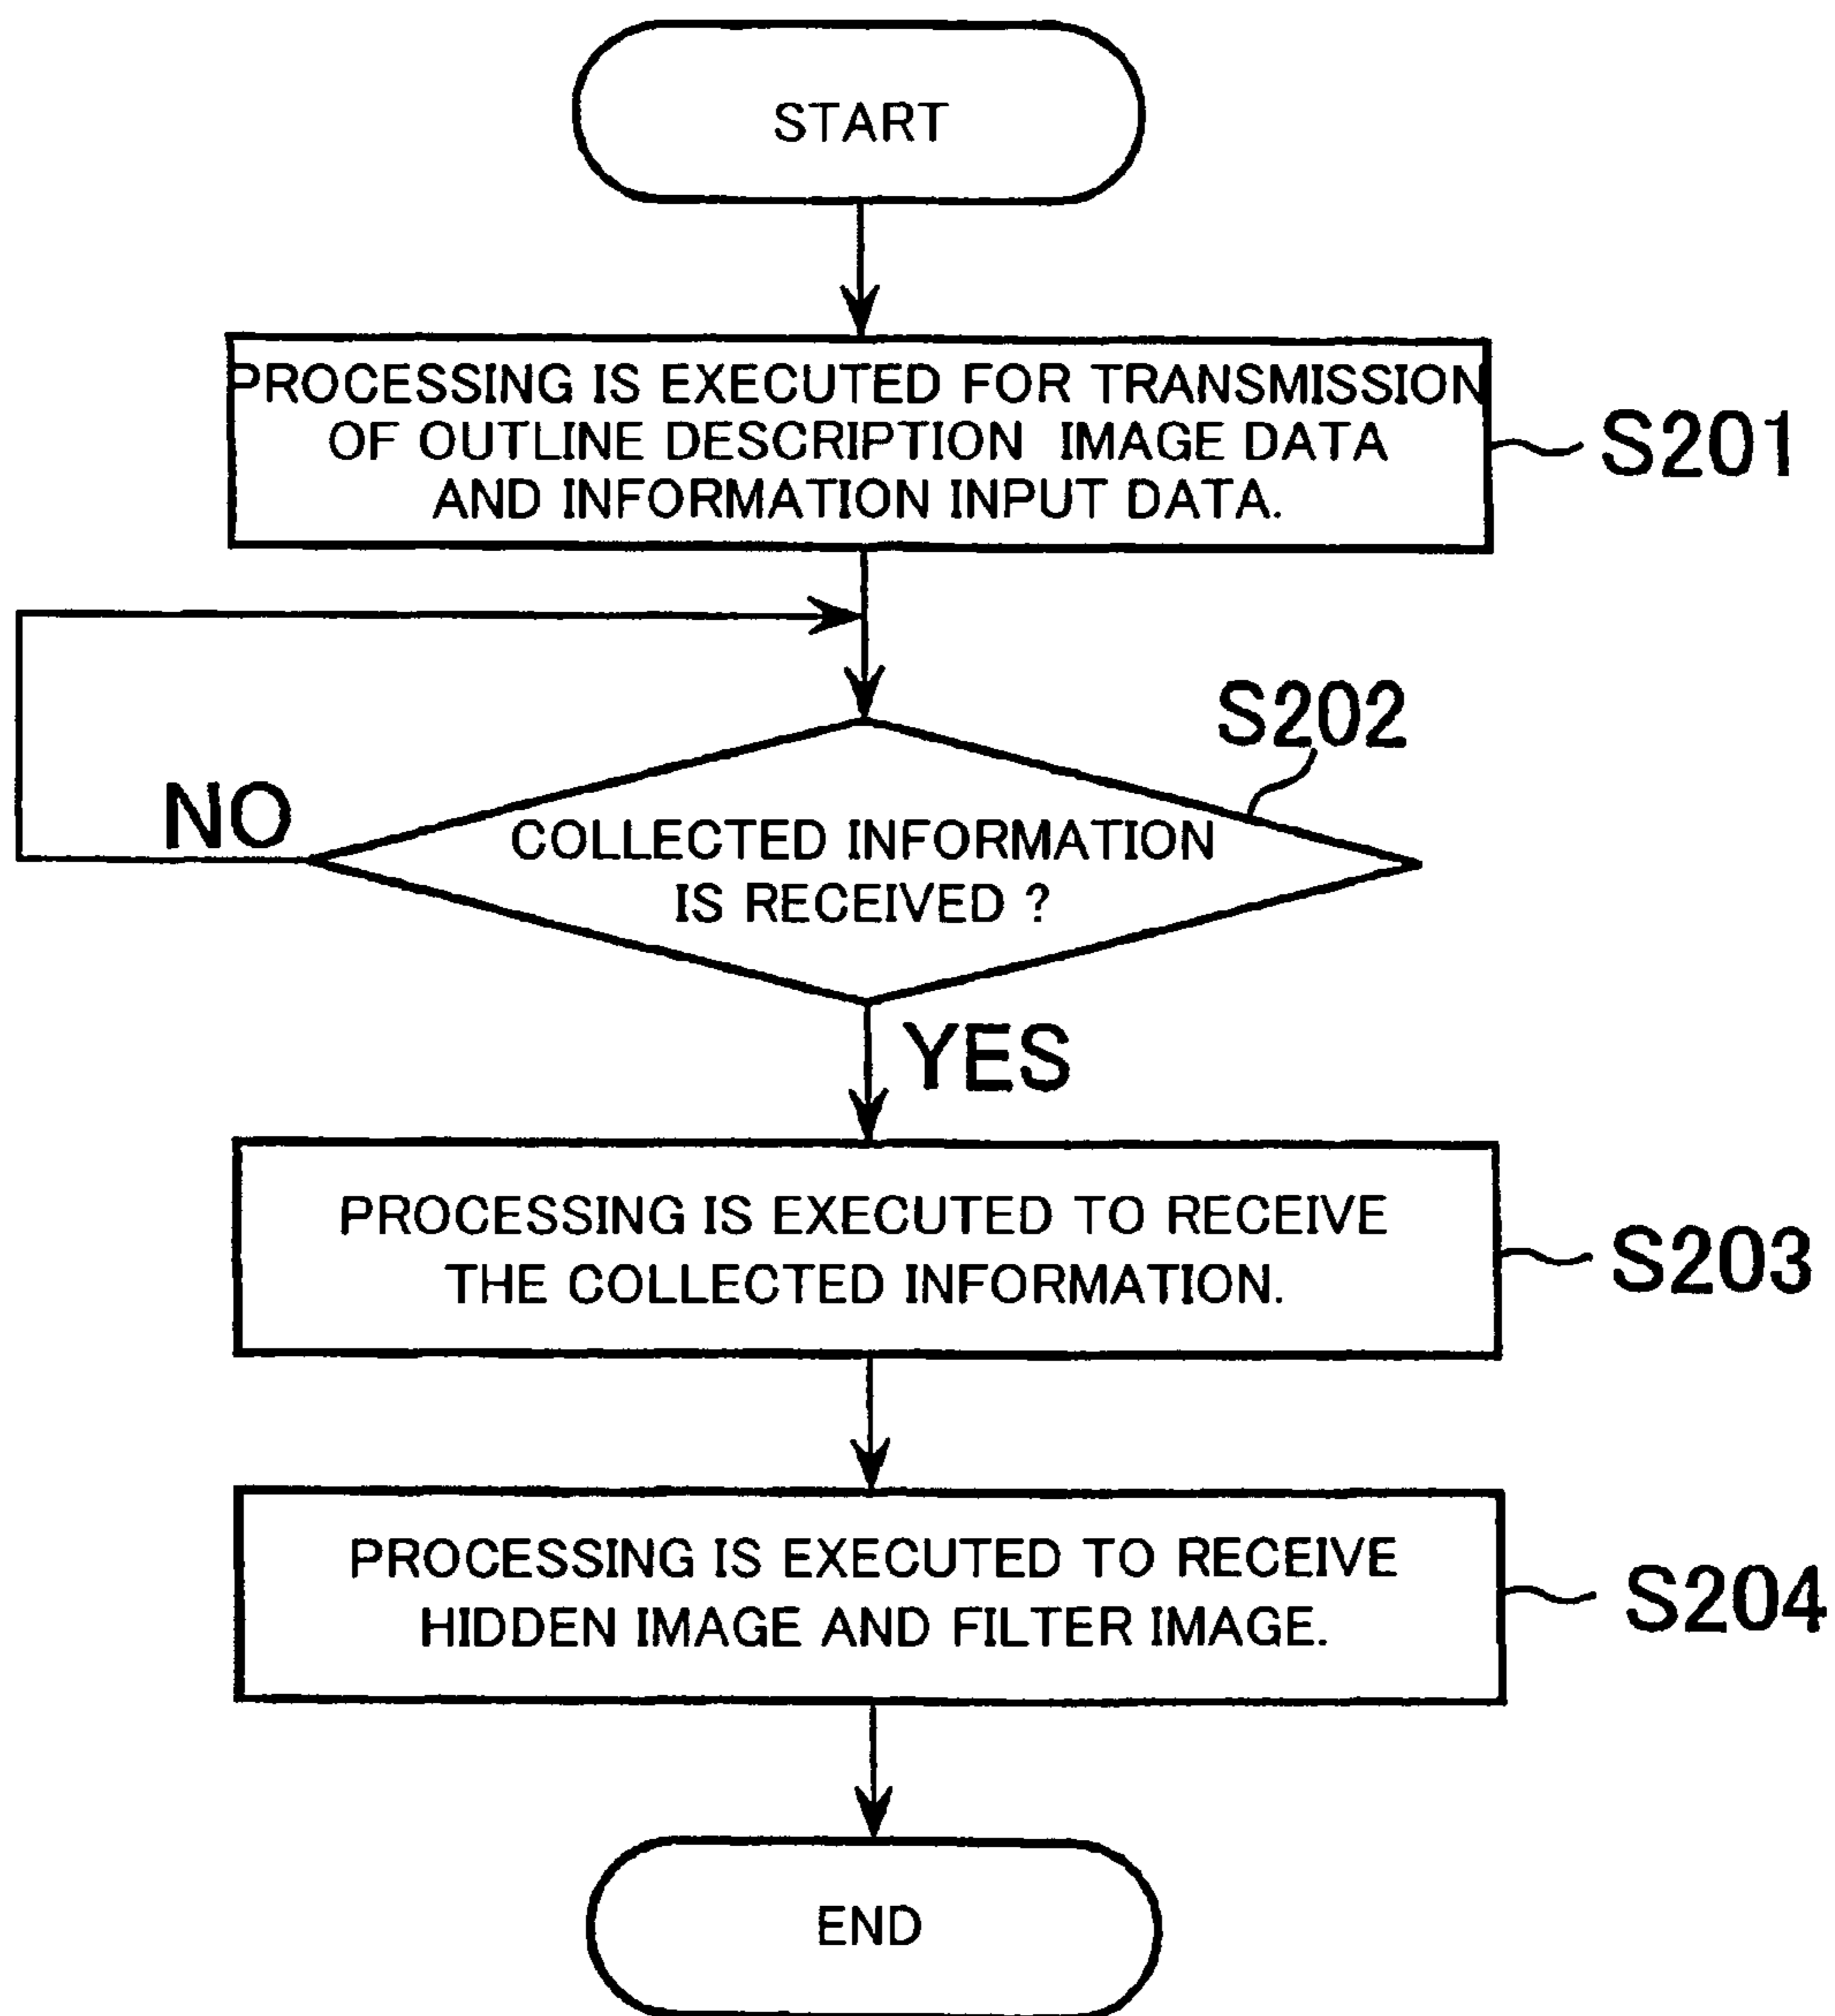 START
PROCESSING IS EXECUTED FOR TRANSMISSION
OF OUTLINE DESCRIPTION IMAGE DATA
AND INFORMATION INPUT DATA.
S201
S202
NO
COLLECTED INFORMATION
IS RECEIVED ?
YES
PROCESSING IS EXECUTED TO RECEIVE
THE COLLECTED INFORMATION.
S203
PROCESSING IS EXECUTED TO RECEIVE
HIDDEN IMAGE AND FILTER IMAGE.
S204
END